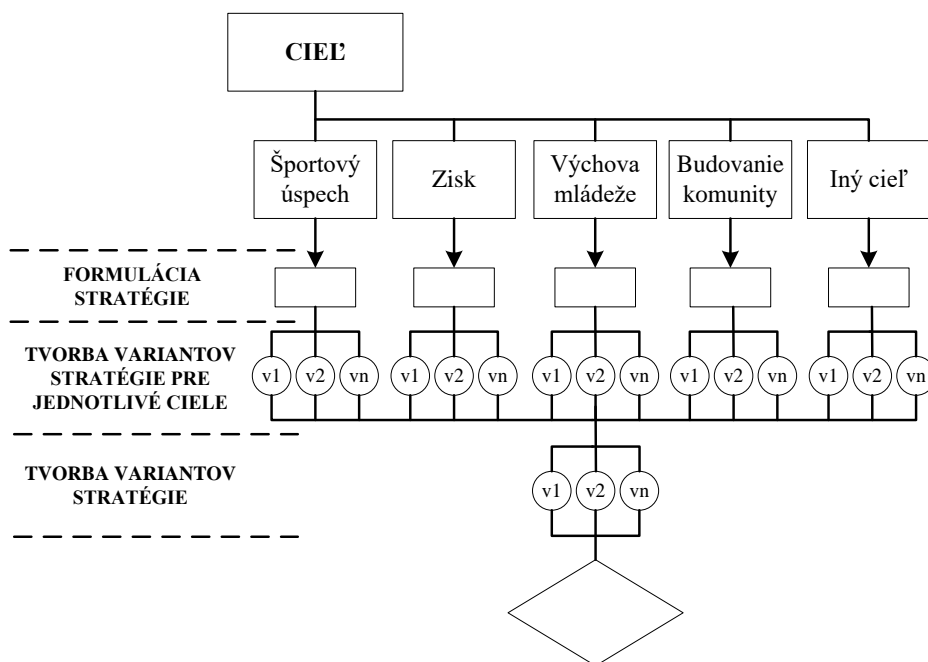 CIEĽ
Športový
úspech
Zisk
Výchova
mládeže
Budovanie
komunity
Iný cieľ
FORMULÁCIA
STRATÉGIE
TVORBA VARIANTOV
STRATÉGIE PRE
JEDNOTLIVÉ CIELE
v1 v2 vn v1 v2 vn v1 v2 vn v1 v2 vn v1 v2 vn
TVORBA VARIANTOV
STRATÉGIE
v1 v2 vn